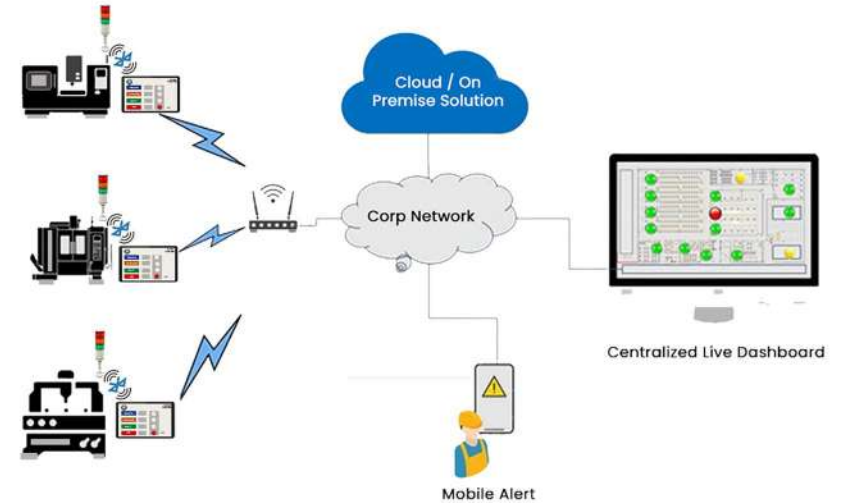 Cloud / On
Premise Solution
Corp Network
Centralized Live Dashboard
Mobile Alert